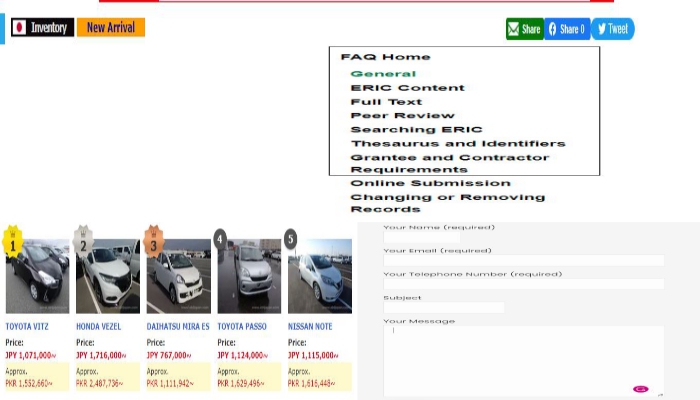 Inventory New Arrival
Share Share 0 Tweet
FAQ Home
General
ERIC Content
Full Text
Peer Review
Searching ERIC
Thesaurus and Identifiers
Grantee and Contractor
Requirements
Online Submission
Changing or Removing
Records
1 2 3 4 5
TOYOTA VITZ HONDA VEZEL DAIHATSU MIRA ES TOYOTA PASSO NISSAN NOTE
Price: Price: Price: Price: Price:
JPY 1,071,000~ JPY 1,716,000~ JPY 767,000~ JPY 1,124,000~ JPY 1,115,000~
Approx. Approx. Approx. Approx. Approx.
PKR 1,552,660~ PKR 2,487,736~ PKR 1,111,942~ PKR 1,629,496~ PKR 1,616,448~
Your Name (required)
Your Email (required)
Your Telephone Number (required)
Subject
Your Message